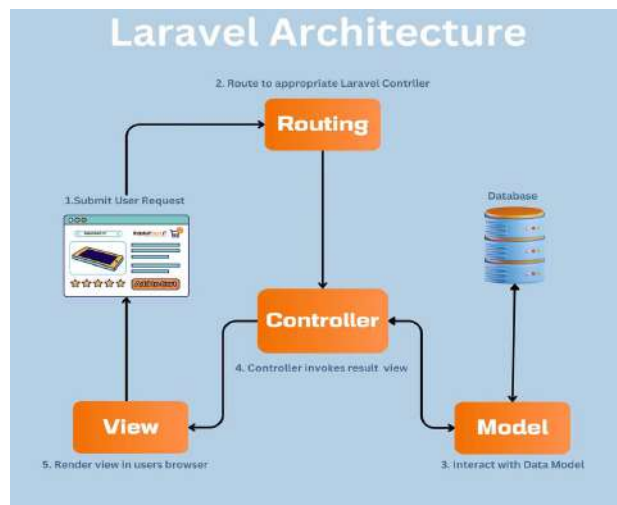 Laravel Architecture
2. Route to appropriate Laravel Contrller
Routing
1.Submit User Request
Database
Add to cart
Controller
4. Controller invokes result view
View
Model
5. Render view in users browser
3. Interact with Data Model